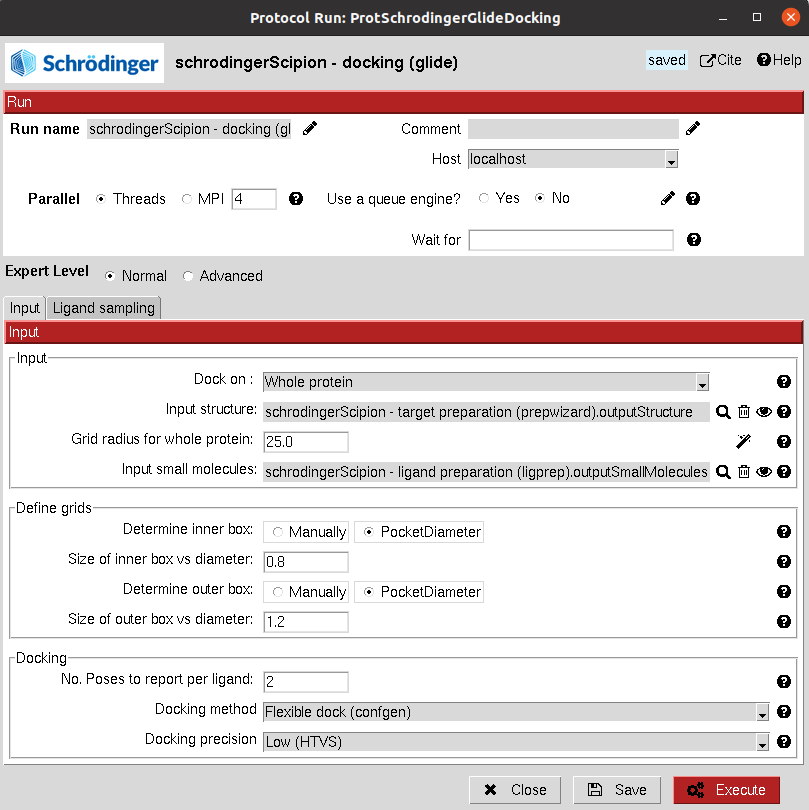 Protocol Run: ProtSchrodingerGlideDocking
Schrödinger schrodingerScipion - docking (glide) saved Cite Help
Run
Run name schrodingerScipion - docking (gl Comment
Host localhost
Parallel Threads MPI 4 Use a queue engine? Yes No
Wait for
Expert Level Normal Advanced
Input Ligand sampling
Input
Input
Dock on : Whole protein
Input structure: schrodingerScipion - target preparation (prepwizard).outputStructure
Grid radius for whole protein: 25.0
Input small molecules: schrodingerScipion - ligand preparation (ligprep).outputSmallMolecules
Define grids
Determine inner box: Manually PocketDiameter
Size of inner box vs diameter: 0.8
Determine outer box: Manually PocketDiameter
Size of outer box vs diameter: 1.2
Docking
No. Poses to report per ligand: 2
Docking method Flexible dock (confgen)
Docking precision Low (HTVS)
Close Save Execute